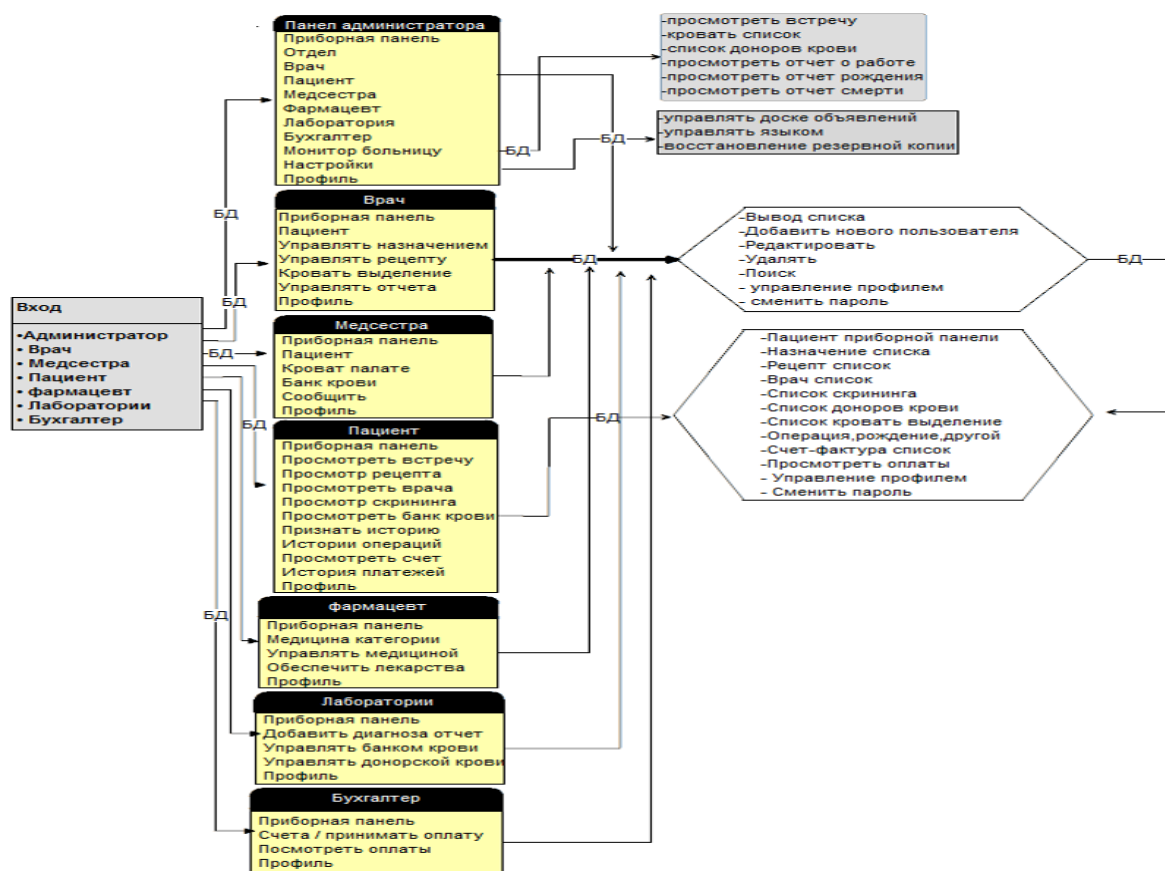 Панел администратора
Приборная панель
Отдел
Врач
Пациент
Медсестра
Фармацевт
Лаборатория
Бухгалтер
Монитор больницу
Настройки
Профиль
БД
БД
-просмотреть встречу
-кровать список
-список доноров крови
-просмотреть отчет о работе
-просмотреть отчет рождения
-просмотреть отчет смерти
-управлять доске объявлений
-управлять языком
-восстановление резервной копии
БД
Врач
Приборная панель
Пациент
Управлять назначением
Управлять рецепту
Кровать выделение
Управлять отчета
Профиль
БД
-Вывод списка
-Добавить нового пользователя
-Редактировать
-Удалять
-Поиск
- управление профилем
- сменить пароль
БД
БД
Вход
•Администратор
• Врач
• Медсестра
• Пациент
• фармацевт
• Лаборатории
• Бухгалтер
БД
БД
БД
Медсестра
Приборная панель
Пациент
Кроват палате
Банк крови
Сообщить
Профиль
Пациент
Приборная панель
Просмотреть встречу
Просмотр рецепта
Просмотреть врача
Просмотр скрининга
Просмотреть банк крови
Признать историю
Истории операций
Просмотреть счет
История платежей
Профиль
БД
-Пациент приборной панели
-Назначение списка
-Рецепт список
-Врач список
-Список скрининга
-Список доноров крови
-Список кровать выделение
-Операция,рождение,другой
-Счет-фактура список
-Просмотреть оплаты
- Управление профилем
- Сменить пароль
фармацевт
Приборная панель
Медицина категории
Управлять медициной
Обеспечить лекарства
Профиль
Лаборатории
Приборная панель
Добавить диагноза отчет
Управлять банком крови
Управлять донорской крови
Профиль
Бухгалтер
Приборная панель
Счета / принимать оплату
Посмотреть оплаты
Профиль